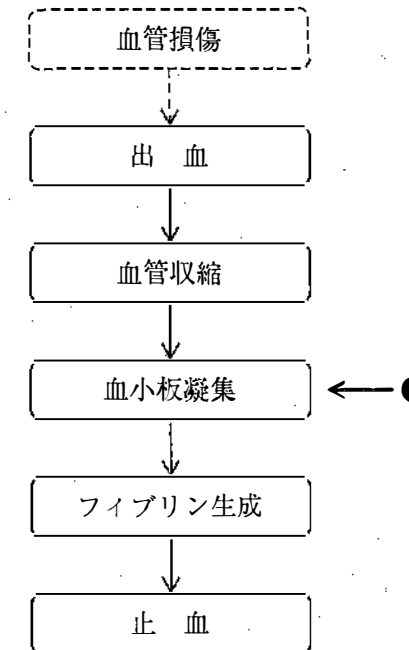 血管損傷
出　血
血管収縮
血小板凝集
フィブリン生成
止　血